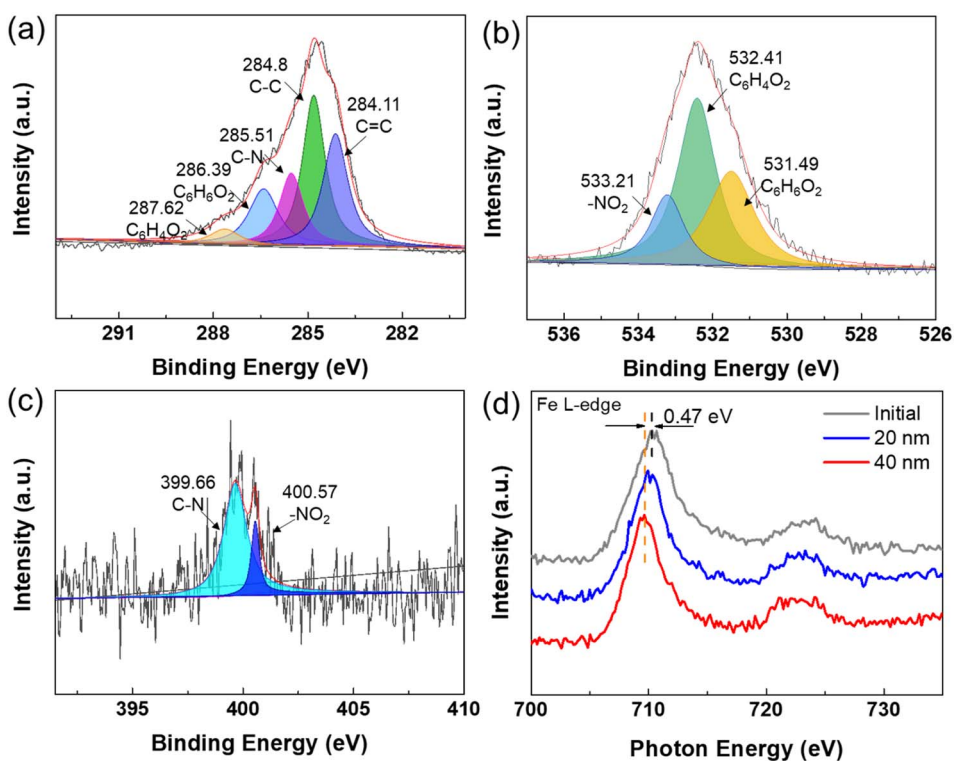 (a)
284.8
C-C
284.11
C=C
285.51
C-N
286.39
C₆H₆O₂
287.62
C₆H₄O₂
Intensity (a.u.)
291 288 285 282
Binding Energy (eV)
(b)
532.41
C₆H₄O₂
531.49
C₆H₆O₂
533.21
-NO₂
Intensity (a.u.)
536 534 532 530 528 526
Binding Energy (eV)
(c)
399.66
C-N
400.57
-NO₂
Intensity (a.u.)
395 400 405 410
Binding Energy (eV)
(d)
Fe L-edge
0.47 eV
Initial
20 nm
40 nm
Intensity (a.u.)
700 710 720 730
Photon Energy (eV)